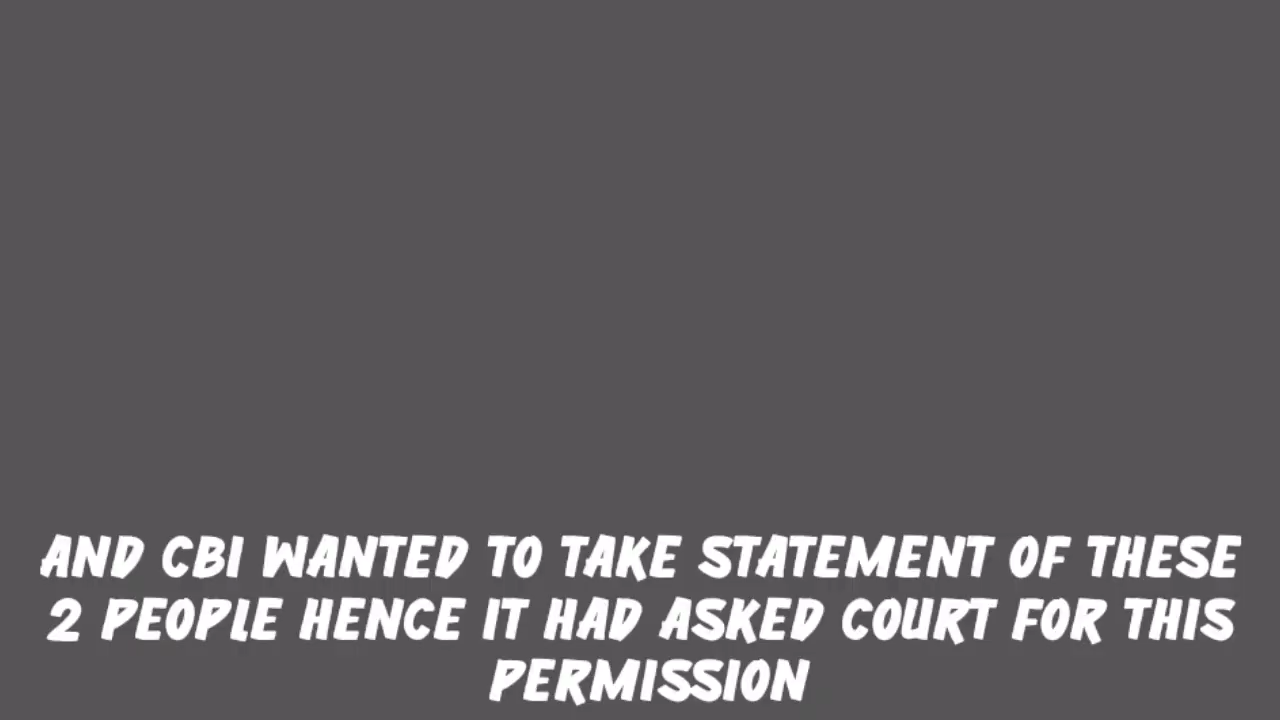 AND CBI WANTED TO TAKE STATEMENT OF THESE
2 PEOPLE HENCE IT HAD ASKED COURT FOR THIS
PERMISSION